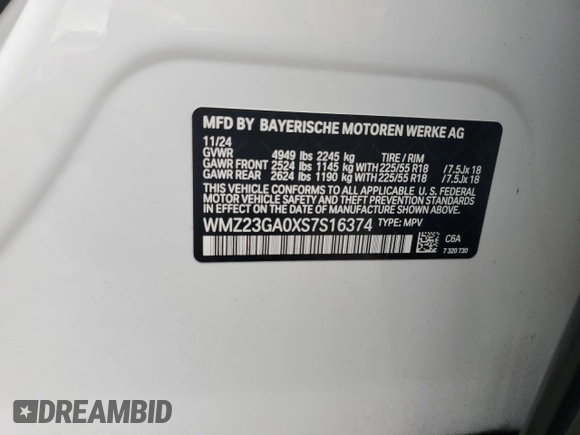 MFD BY BAYERISCHE MOTOREN WERKE AG
11/24
GVWR 4949 lbs 2245 kg TIRE / RIM
GAWR FRONT 2524 lbs 1145 kg WITH 225/55 R18 /7.5Jx 18
GAWR REAR 2624 lbs 1190 kg WITH 225/55 R18 /7.5Jx 18
THIS VEHICLE CONFORMS TO ALL APPLICABLE U. S. FEDERAL
MOTOR VEHICLE SAFETY AND THEFT PREVENTION STANDARDS
IN EFFECT ON THE DATE OF MANUFACTURE SHOWN ABOVE.
WMZ23GA0XS7S16374 TYPE: MPV
C6A
7 320 730
DREAMBID